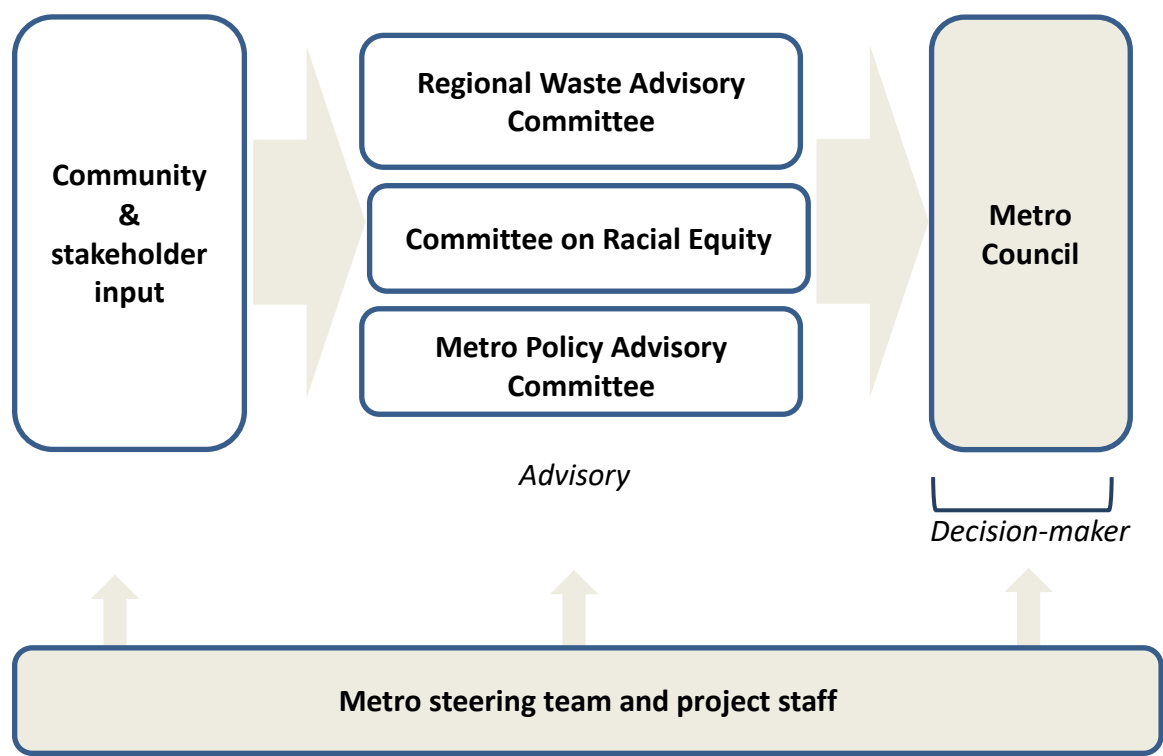 Community
&
stakeholder
input
Regional Waste Advisory
Committee
Committee on Racial Equity
Metro Policy Advisory
Committee
Advisory
Metro
Council
Decision-maker
Metro steering team and project staff